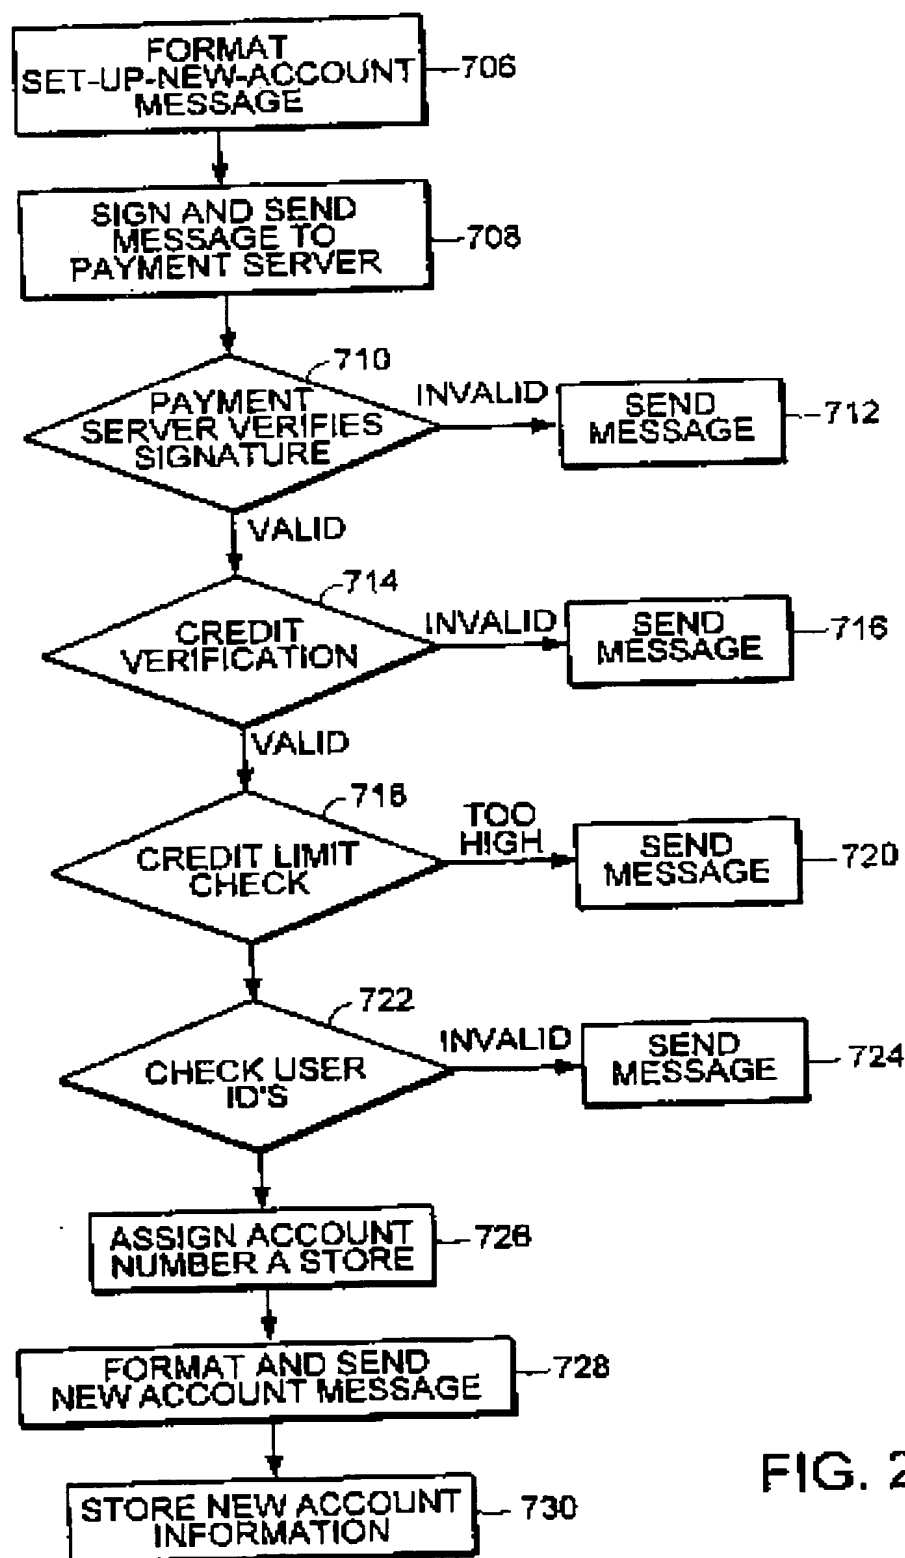 FORMAT
SET-UP-NEW-ACCOUNT
MESSAGE
706
SIGN AND SEND
MESSAGE TO
PAYMENT SERVER
708
710
PAYMENT
SERVER VERIFIES
SIGNATURE
INVALID
SEND
MESSAGE
712
VALID
714
CREDIT
VERIFICATION
INVALID
SEND
MESSAGE
716
VALID
718
CREDIT LIMIT
CHECK
TOO
HIGH
SEND
MESSAGE
720
722
CHECK USER
ID'S
INVALID
SEND
MESSAGE
724
ASSIGN ACCOUNT
NUMBER A STORE
726
FORMAT AND SEND
NEW ACCOUNT MESSAGE
728
STORE NEW ACCOUNT
INFORMATION
730
FIG. 2